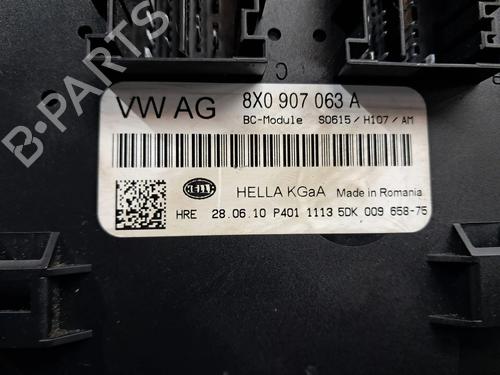 C
VW AG 8X0 907 063 A
BC-Module S0615 / H107 / AM
HELLA KGaA Made in Romania
HRE 28.06.10 P401 1113 5DK 009 658-75
B-PARTS